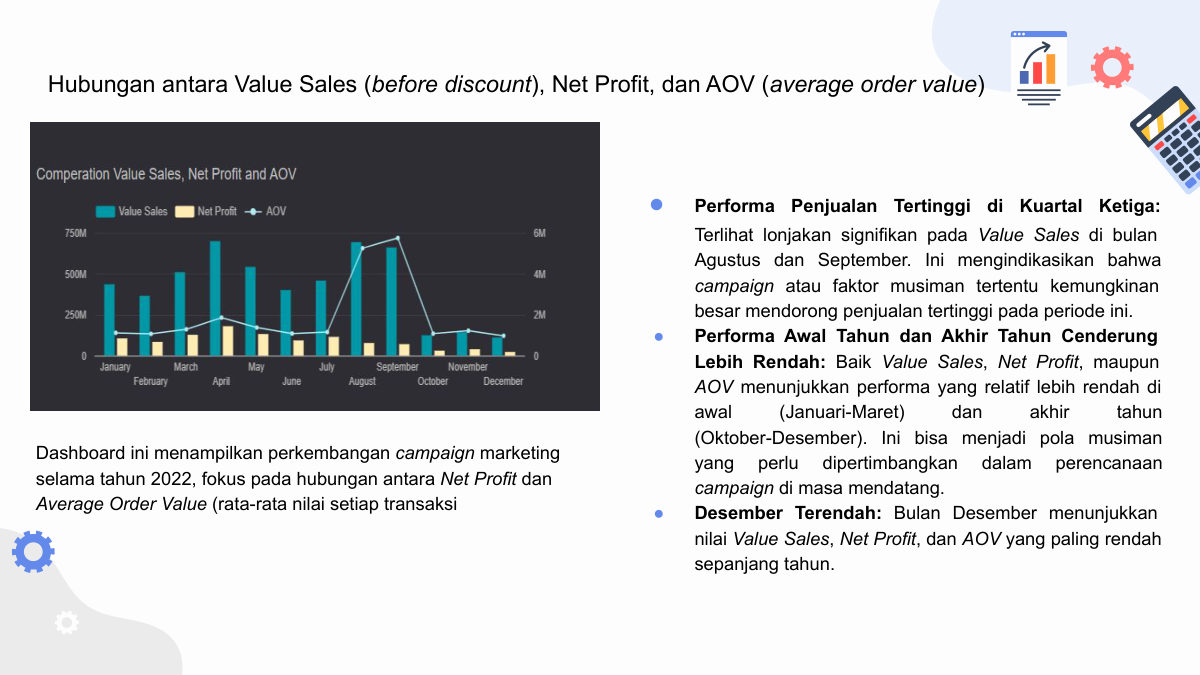 Hubungan antara Value Sales (before discount), Net Profit, dan AOV (average order value)
Comperation Value Sales, Net Profit and AOV
Value Sales Net Profit AOV
750M 6M
500M 4M
250M 2M
0 0
January March May July September November
February April June August October December
Dashboard ini menampilkan perkembangan campaign marketing
selama tahun 2022, fokus pada hubungan antara Net Profit dan
Average Order Value (rata-rata nilai setiap transaksi
Performa Penjualan Tertinggi di Kuartal Ketiga:
Terlihat lonjakan signifikan pada Value Sales di bulan
Agustus dan September. Ini mengindikasikan bahwa
campaign atau faktor musiman tertentu kemungkinan
besar mendorong penjualan tertinggi pada periode ini.
Performa Awal Tahun dan Akhir Tahun Cenderung
Lebih Rendah: Baik Value Sales, Net Profit, maupun
AOV menunjukkan performa yang relatif lebih rendah di
awal (Januari-Maret) dan akhir tahun
(Oktober-Desember). Ini bisa menjadi pola musiman
yang perlu dipertimbangkan dalam perencanaan
campaign di masa mendatang.
Desember Terendah: Bulan Desember menunjukkan
nilai Value Sales, Net Profit, dan AOV yang paling rendah
sepanjang tahun.